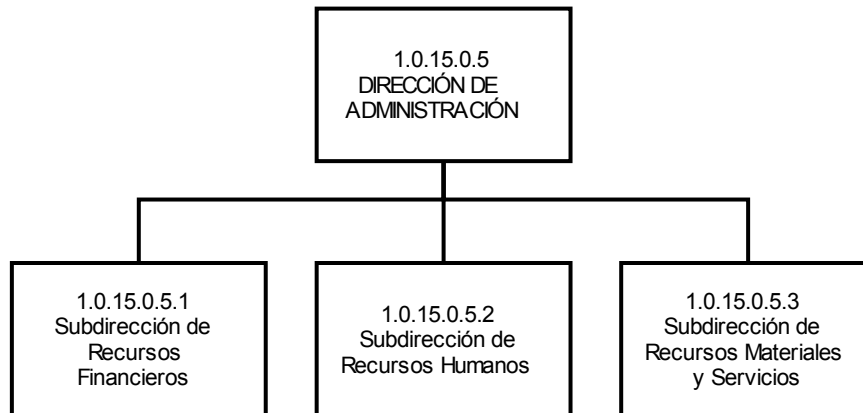 1.0.15.0.5
DIRECCIÓN DE
ADMINISTRACIÓN
1.0.15.0.5.1
Subdirección de
Recursos
Financieros
1.0.15.0.5.2
Subdirección de
Recursos Humanos
1.0.15.0.5.3
Subdirección de
Recursos Materiales
y Servicios